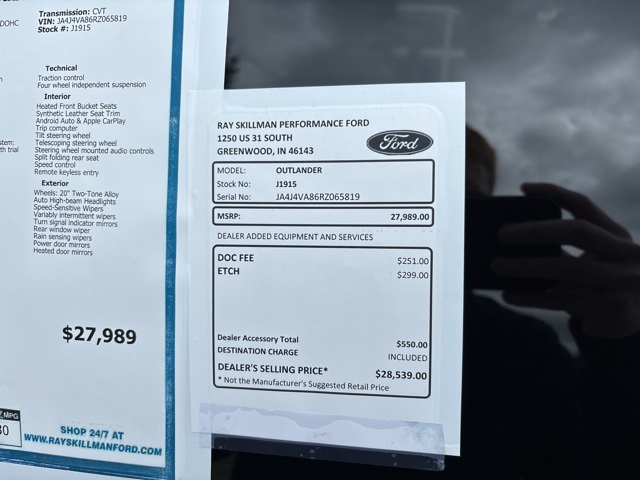 DOHC
Transmission: CVT
VIN: JA4J4VA86RZ065819
Stock #: J1915
Technical
Traction control
Four wheel independent suspension
Interior
Heated Front Bucket Seats
Synthetic Leather Seat Trim
Android Auto & Apple CarPlay
Trip computer
Tilt steering wheel
Telescoping steering wheel
Steering wheel mounted audio controls
Split folding rear seat
Speed control
Remote keyless entry
Exterior
Wheels: 20" Two-Tone Alloy
Auto High-beam Headlights
Speed-Sensitive Wipers
Variably intermittent wipers
Turn signal indicator mirrors
Rear window wiper
Rain sensing wipers
Power door mirrors
Heated door mirrors
$27,989
MPG
SHOP 24/7 AT
WWW.RAYSKILLMANFORD.COM
RAY SKILLMAN PERFORMANCE FORD
1250 US 31 SOUTH
GREENWOOD, IN 46143
Ford
MODEL: OUTLANDER
Stock No: J1915
Serial No: JA4J4VA86RZ065819
MSRP: 27,989.00
DEALER ADDED EQUIPMENT AND SERVICES
DOC FEE $251.00
ETCH $299.00
Dealer Accessory Total $550.00
DESTINATION CHARGE INCLUDED
DEALER'S SELLING PRICE* $28,539.00
* Not the Manufacturer's Suggested Retail Price